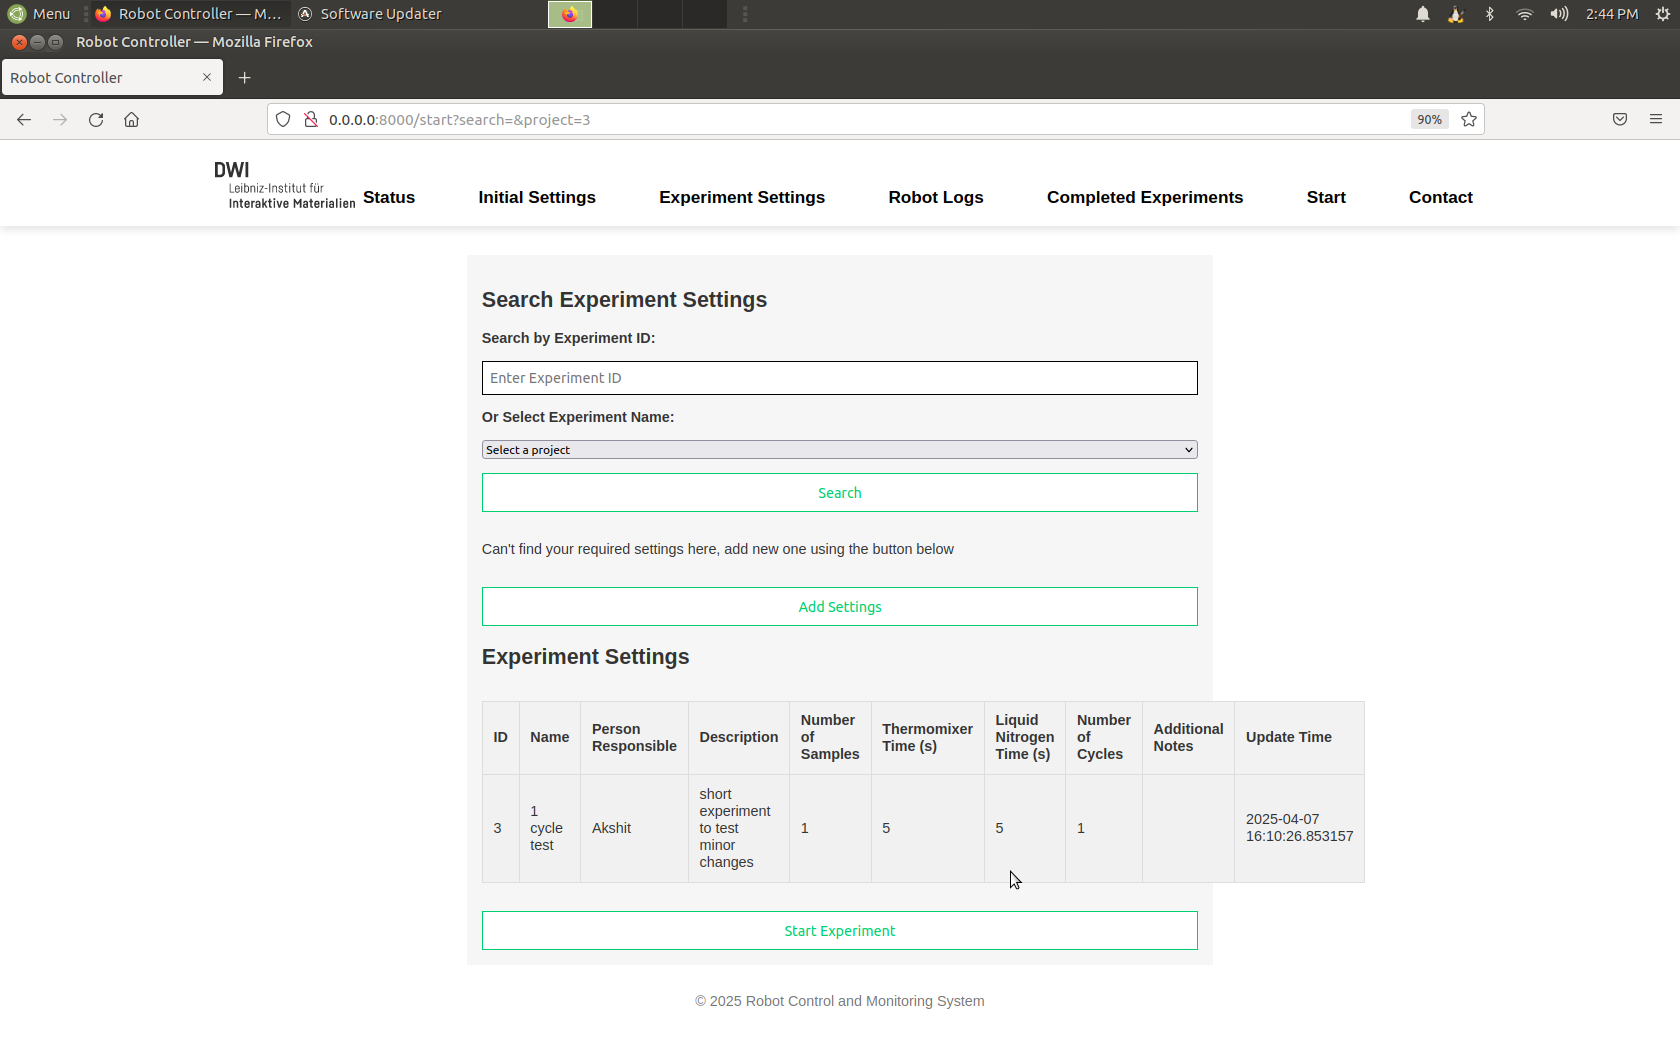 Menu
Robot Controller — M...
Software Updater
2:44 PM
Robot Controller — Mozilla Firefox
Robot Controller
0.0.0.0:8000/start?search=&project=3
90%
DWI
Leibniz-Institut für
Interaktive Materialien
Status
Initial Settings
Experiment Settings
Robot Logs
Completed Experiments
Start
Contact
Search Experiment Settings
Search by Experiment ID:
Enter Experiment ID
Or Select Experiment Name:
Select a project
Search
Can't find your required settings here, add new one using the button below
Add Settings
Experiment Settings
ID
Name
Person
Responsible
Description
Number
of
Samples
Thermomixer
Time (s)
Liquid
Nitrogen
Time (s)
Number
of
Cycles
Additional
Notes
Update Time
3
1
cycle
test
Akshit
short
experiment
to test
minor
changes
1
5
5
1
2025-04-07
16:10:26.853157
Start Experiment
© 2025 Robot Control and Monitoring System